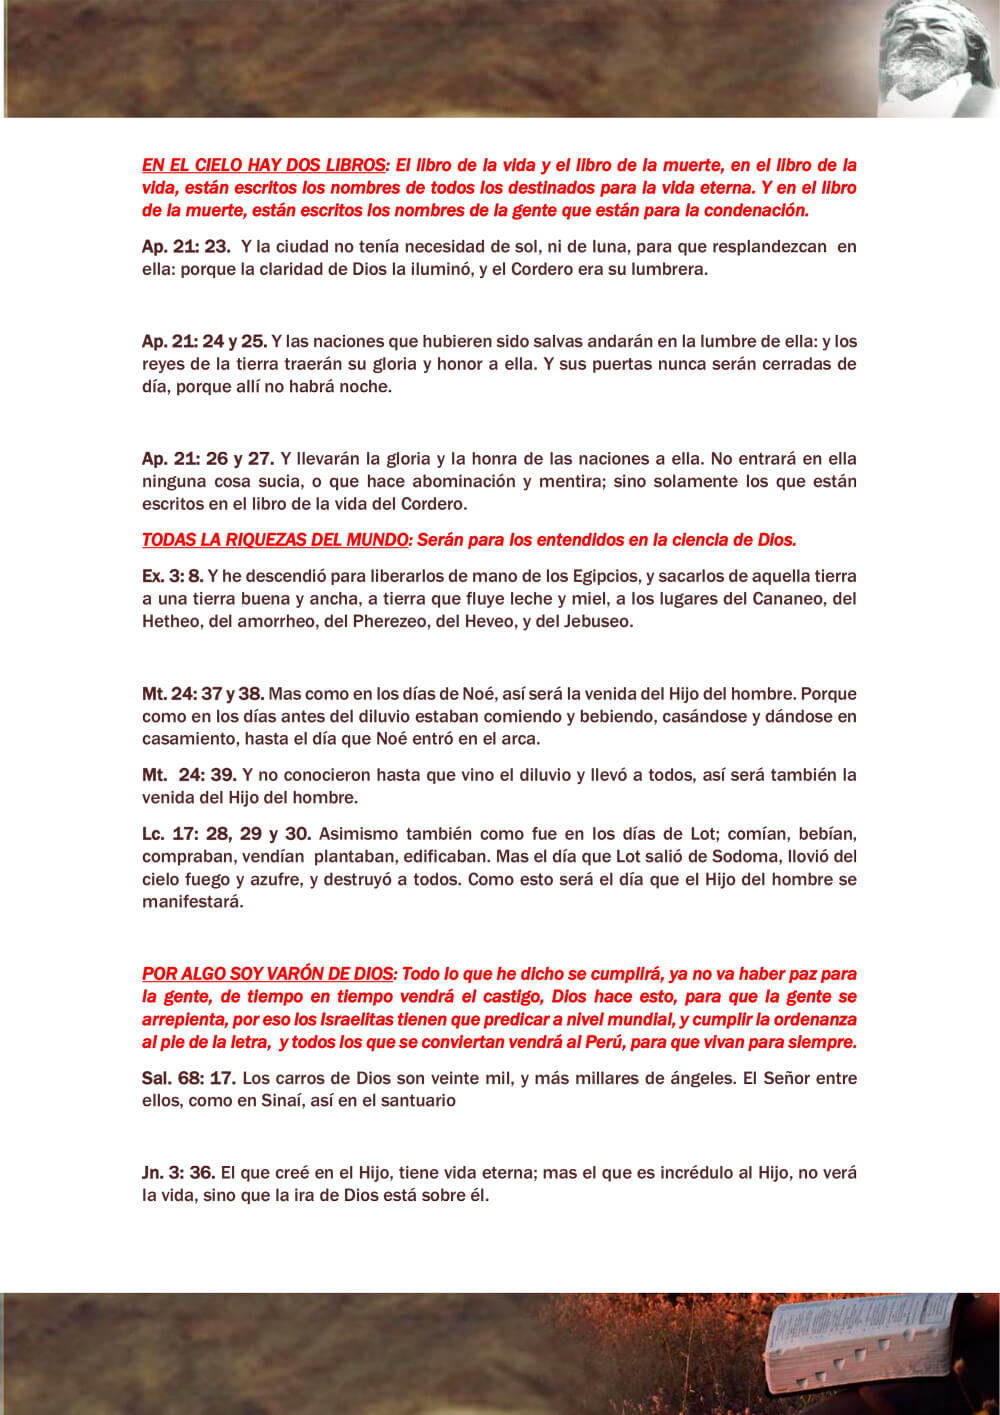 EN EL CIELO HAY DOS LIBROS: El libro de la vida y el libro de la muerte, en el libro de la
vida, están escritos los nombres de todos los destinados para la vida eterna. Y en el libro
de la muerte, están escritos los nombres de la gente que están para la condenación.
Ap. 21: 23.  Y la ciudad no tenía necesidad de sol, ni de luna, para que resplandezcan  en
ella: porque la claridad de Dios la iluminó, y el Cordero era su lumbrera.
Ap. 21: 24 y 25. Y las naciones que hubieren sido salvas andarán en la lumbre de ella: y los
reyes de la tierra traerán su gloria y honor a ella. Y sus puertas nunca serán cerradas de
día, porque allí no habrá noche.
Ap. 21: 26 y 27. Y llevarán la gloria y la honra de las naciones a ella. No entrará en ella
ninguna cosa sucia, o que hace abominación y mentira; sino solamente los que están
escritos en el libro de la vida del Cordero.
TODAS LA RIQUEZAS DEL MUNDO: Serán para los entendidos en la ciencia de Dios.
Ex. 3: 8. Y he descendió para liberarlos de mano de los Egipcios, y sacarlos de aquella tierra
a una tierra buena y ancha, a tierra que fluye leche y miel, a los lugares del Cananeo, del
Hetheo, del amorrheo, del Pherezeo, del Heveo, y del Jebuseo.
Mt. 24: 37 y 38. Mas como en los días de Noé, así será la venida del Hijo del hombre. Porque
como en los días antes del diluvio estaban comiendo y bebiendo, casándose y dándose en
casamiento, hasta el día que Noé entró en el arca.
Mt.  24: 39. Y no conocieron hasta que vino el diluvio y llevó a todos, así será también la
venida del Hijo del hombre.
Lc. 17: 28, 29 y 30. Asimismo también como fue en los días de Lot; comían, bebían,
compraban, vendían  plantaban, edificaban. Mas el día que Lot salió de Sodoma, llovió del
cielo fuego y azufre, y destruyó a todos. Como esto será el día que el Hijo del hombre se
manifestará.
POR ALGO SOY VARÓN DE DIOS: Todo lo que he dicho se cumplirá, ya no va haber paz para
la gente, de tiempo en tiempo vendrá el castigo, Dios hace esto, para que la gente se
arrepienta, por eso los Israelitas tienen que predicar a nivel mundial, y cumplir la ordenanza
al pie de la letra,  y todos los que se conviertan vendrá al Perú, para que vivan para siempre.
Sal. 68: 17. Los carros de Dios son veinte mil, y más millares de ángeles. El Señor entre
ellos, como en Sinaí, así en el santuario
Jn. 3: 36. El que creé en el Hijo, tiene vida eterna; mas el que es incrédulo al Hijo, no verá
la vida, sino que la ira de Dios está sobre él.